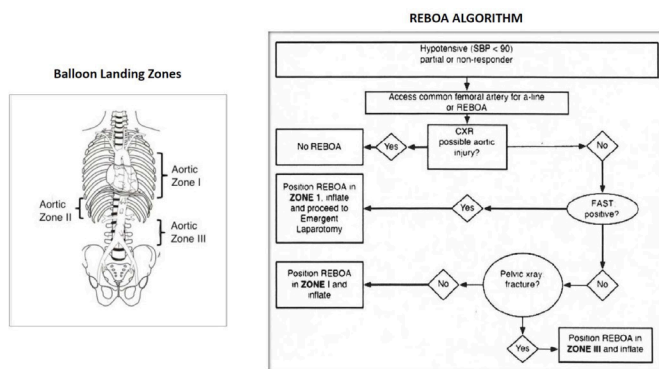 REBOA ALGORITHM
Balloon Landing Zones
Aortic
Zone I
Aortic
Zone II
Aortic
Zone III
Hypotensive (SBP < 90)
partial or non-responder
Access common femoral artery for a-line
or REBOA
CXR
possible aortic
injury?
Yes
No REBOA
No
FAST
positive?
Yes
Position REBOA in
ZONE 1, inflate
and proceed to
Emergent
Laparotomy
No
Pelvic xray
fracture?
No
Position REBOA
in ZONE I and
inflate
Yes
Position REBOA in
ZONE III and inflate